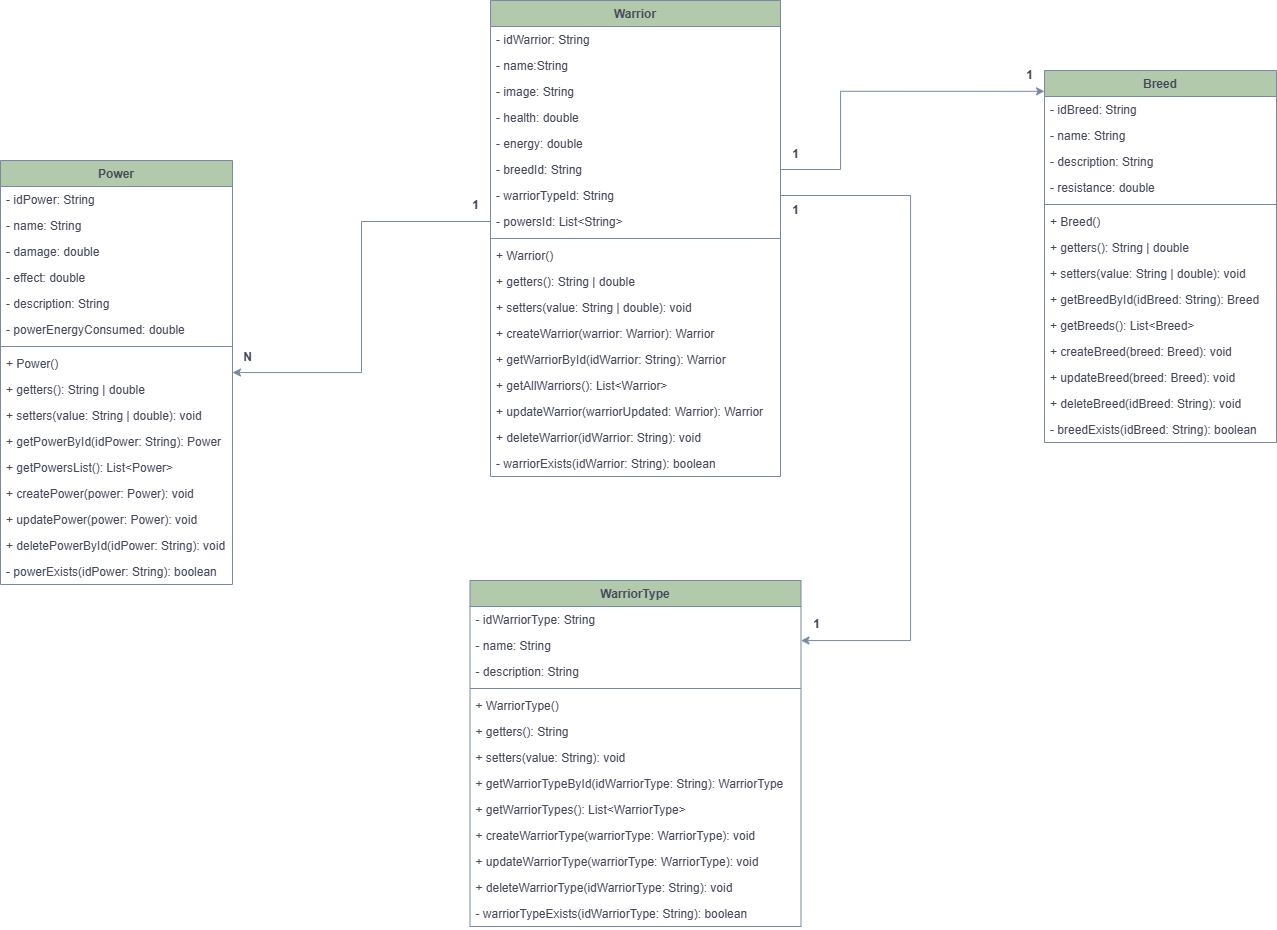 Warrior
- idWarrior: String
- name:String
- image: String
- health: double
- energy: double
- breedId: String
- warriorTypeId: String
- powersId: List<String>
+ Warrior()
+ getters(): String | double
+ setters(value: String | double): void
+ createWarrior(warrior: Warrior): Warrior
+ getWarriorById(idWarrior: String): Warrior
+ getAllWarriors(): List<Warrior>
+ updateWarrior(warriorUpdated: Warrior): Warrior
+ deleteWarrior(idWarrior: String): void
- warriorExists(idWarrior: String): boolean
1
1
1
1
Breed
- idBreed: String
- name: String
- description: String
- resistance: double
+ Breed()
+ getters(): String | double
+ setters(value: String | double): void
+ getBreedById(idBreed: String): Breed
+ getBreeds(): List<Breed>
+ createBreed(breed: Breed): void
+ updateBreed(breed: Breed): void
+ deleteBreed(idBreed: String): void
- breedExists(idBreed: String): boolean
Power
- idPower: String
- name: String
- damage: double
- effect: double
- description: String
- powerEnergyConsumed: double
+ Power()
+ getters(): String | double
+ setters(value: String | double): void
+ getPowerById(idPower: String): Power
+ getPowersList(): List<Power>
+ createPower(power: Power): void
+ updatePower(power: Power): void
+ deletePowerById(idPower: String): void
- powerExists(idPower: String): boolean
N
WarriorType
- idWarriorType: String
- name: String
- description: String
+ WarriorType()
+ getters(): String
+ setters(value: String): void
+ getWarriorTypeById(idWarriorType: String): WarriorType
+ getWarriorTypes(): List<WarriorType>
+ createWarriorType(warriorType: WarriorType): void
+ updateWarriorType(warriorType: WarriorType): void
+ deleteWarriorType(idWarriorType: String): void
- warriorTypeExists(idWarriorType: String): boolean
1